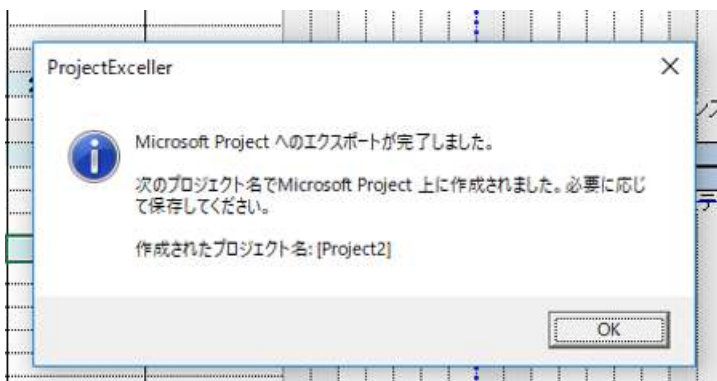 ProjectExceller
Microsoft Project へのエクスポートが完了しました。
次のプロジェクト名でMicrosoft Project 上に作成されました。必要に応じ
て保存してください。
作成されたプロジェクト名: [Project2]
OK